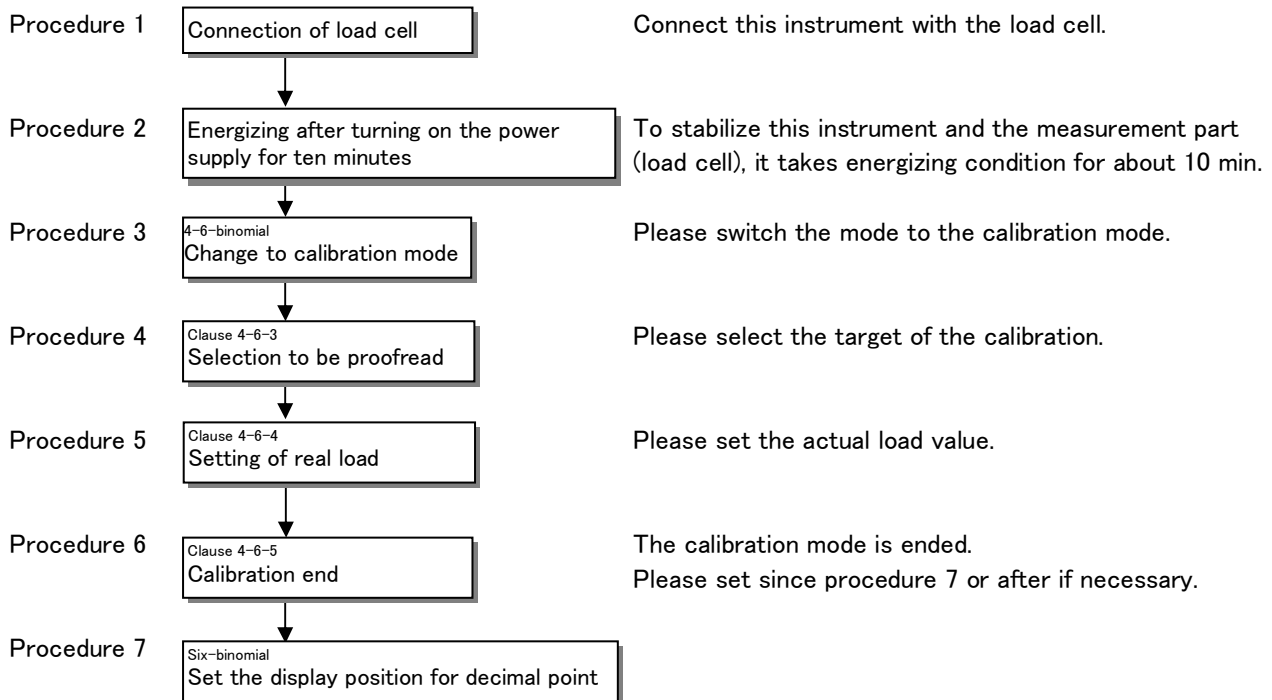 Procedure 1
Connection of load cell
Connect this instrument with the load cell.
Procedure 2
Energizing after turning on the power
supply for ten minutes
To stabilize this instrument and the measurement part
(load cell), it takes energizing condition for about 10 min.
Procedure 3
4-6-binomial
Change to calibration mode
Please switch the mode to the calibration mode.
Procedure 4
Clause 4-6-3
Selection to be proofread
Please select the target of the calibration.
Procedure 5
Clause 4-6-4
Setting of real load
Please set the actual load value.
Procedure 6
Clause 4-6-5
Calibration end
The calibration mode is ended.
Please set since procedure 7 or after if necessary.
Procedure 7
Six-binomial
Set the display position for decimal point